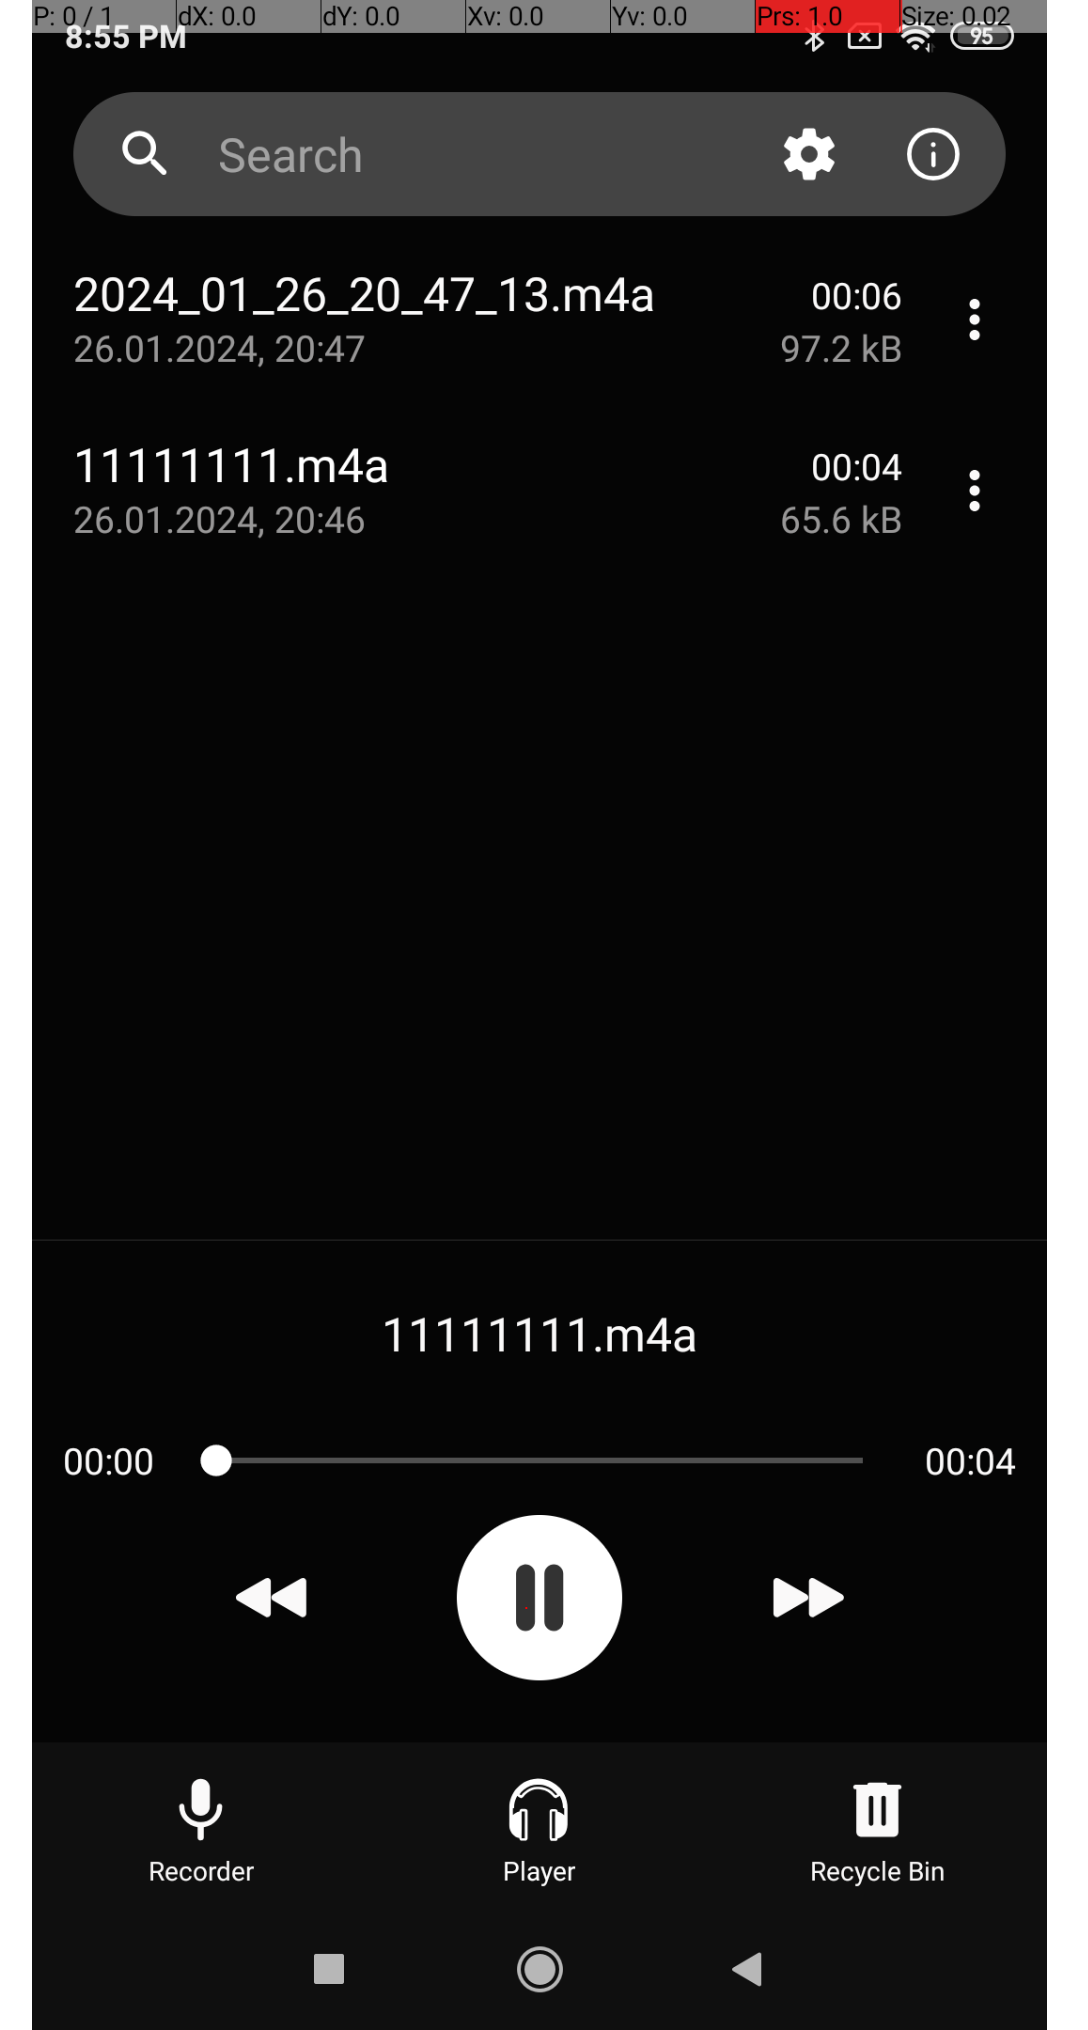 P: 0 / 1 dX: 0.0 dY: 0.0 Xv: 0.0 Yv: 0.0 Prs: 1.0 Size: 0.02
8:55 PM 95
Search
2024_01_26_20_47_13.m4a 00:06
26.01.2024, 20:47 97.2 kB
11111111.m4a 00:04
26.01.2024, 20:46 65.6 kB
11111111.m4a
00:00 00:04
Recorder Player Recycle Bin